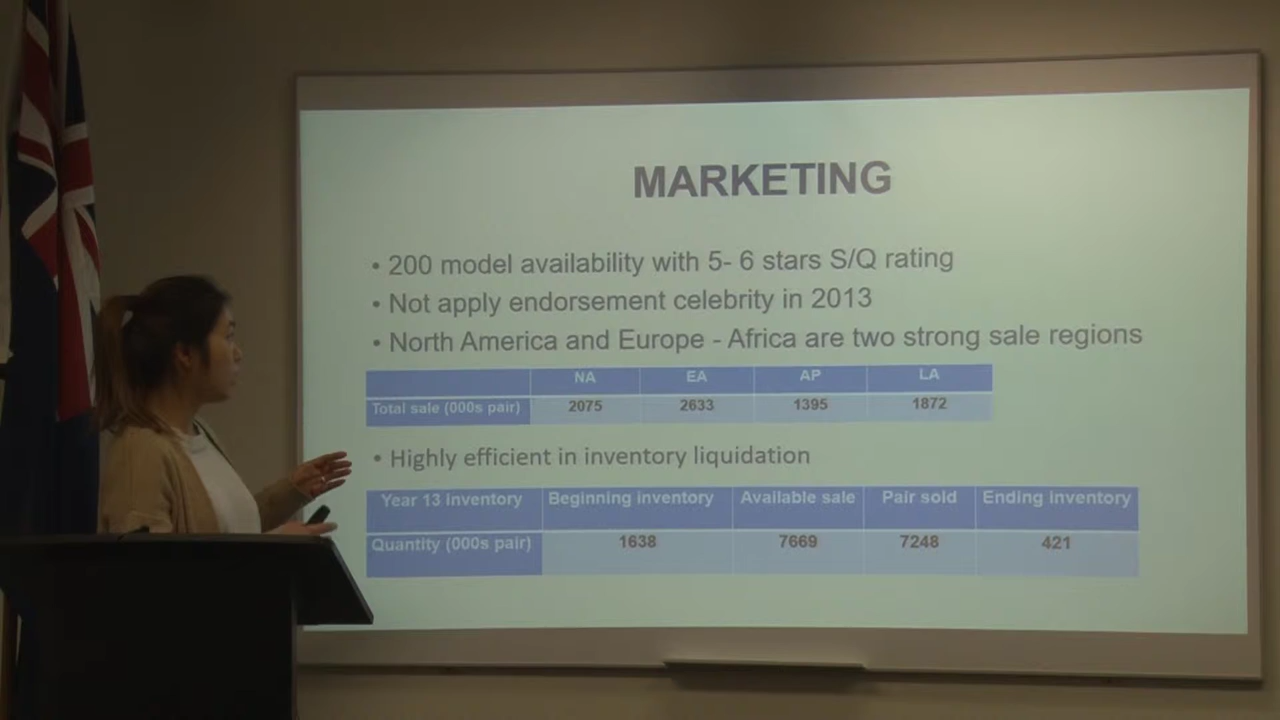 MARKETING
• 200 model availability with 5- 6 stars S/Q rating
• Not apply endorsement celebrity in 2013
• North America and Europe - Africa are two strong sale regions
NA EA AP LA
Total sale (000s pair) 2075 2633 1395 1872
• Highly efficient in inventory liquidation
Year 13 inventory Beginning inventory Available sale Pair sold Ending inventory
Quantity (000s pair) 1638 7669 7248 421